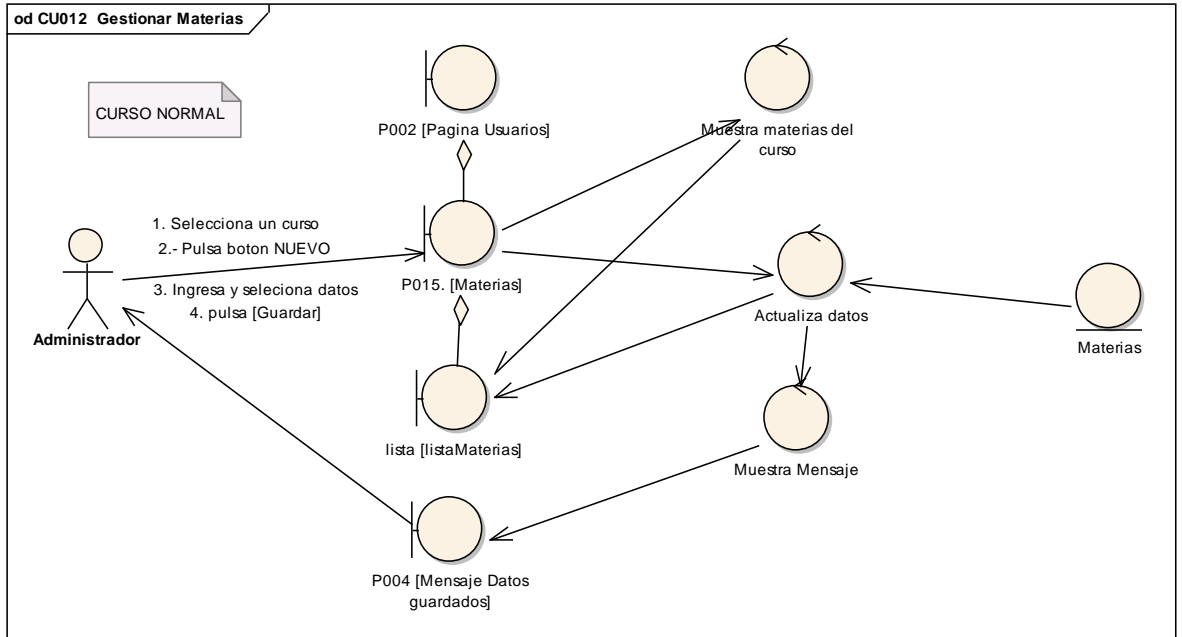 od CU012  Gestionar Materias
CURSO NORMAL
P002 [Pagina Usuarios]
Muestra materias del
curso
1. Selecciona un curso
2.- Pulsa boton NUEVO
3. Ingresa y seleciona datos
4. pulsa [Guardar]
Administrador
P015. [Materias]
Actualiza datos
Materias
lista [listaMaterias]
Muestra Mensaje
P004 [Mensaje Datos
guardados]